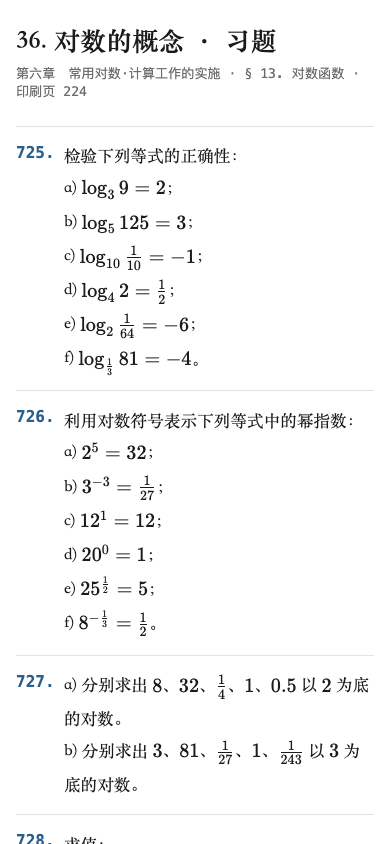 36. 对数的概念 · 习题
第六章 常用对数·计算工作的实施 · § 13. 对数函数 ·
印刷页 224
725. 检验下列等式的正确性：
a) log₃ 9 = 2；
b) log₅ 125 = 3；
c) log₁₀ 1/10 = −1；
d) log₄ 2 = 1/2；
e) log₂ 1/64 = −6；
f) log_{1/3} 81 = −4。
726. 利用对数符号表示下列等式中的幂指数：
a) 2⁵ = 32；
b) 3⁻³ = 1/27；
c) 12¹ = 12；
d) 20⁰ = 1；
e) 25^{1/2} = 5；
f) 8^{−1/3} = 1/2。
727. a) 分别求出 8、32、1/4、1、0.5 以 2 为底
的对数。
b) 分别求出 3、81、1/27、1、1/243 以 3 为
底的对数。
728. 求值：